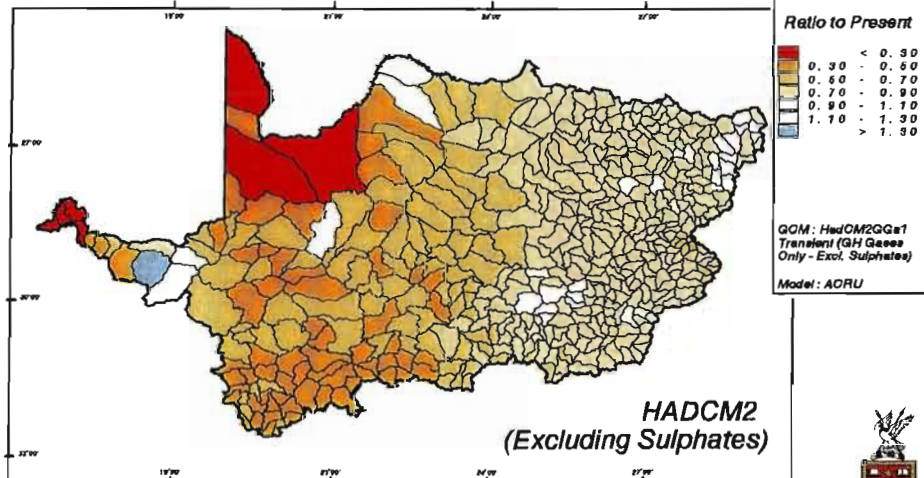 Ratio to Present
< 0. 30
0. 30 - 0. 50
0. 50 - 0. 70
0. 70 - 0. 90
0. 90 - 1. 10
1. 10 - 1. 30
> 1. 30
GCM : HadCM2GGa1
Transient (GH Gases
Only - Excl. Sulphates)
Model : ACRU
HADCM2
(Excluding Sulphates)